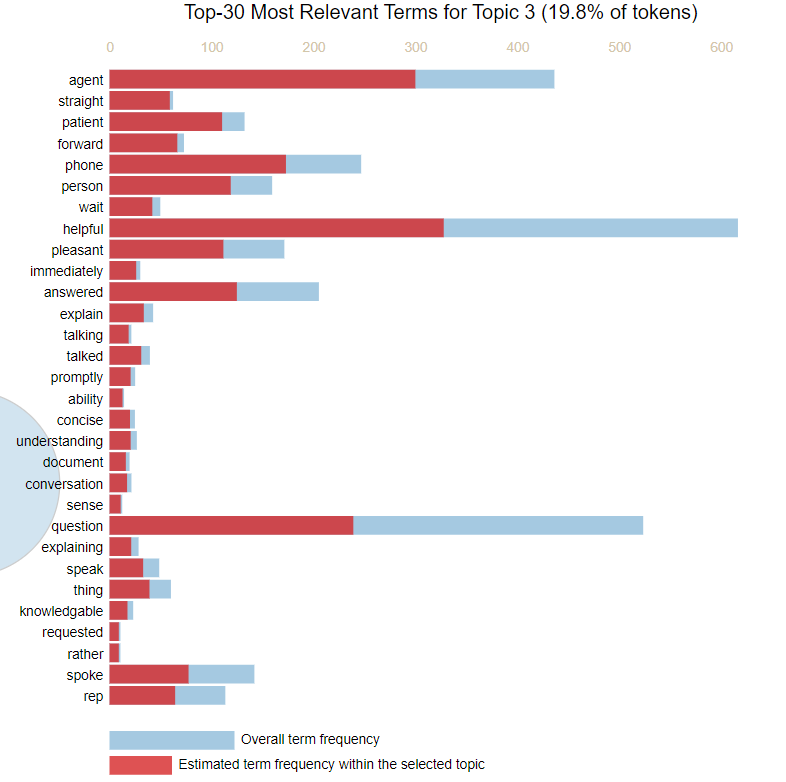 Top-30 Most Relevant Terms for Topic 3 (19.8% of tokens)
0 100 200 300 400 500 600
agent
straight
patient
forward
phone
person
wait
helpful
pleasant
immediately
answered
explain
talking
talked
promptly
ability
concise
understanding
document
conversation
sense
question
explaining
speak
thing
knowledgable
requested
rather
spoke
rep
Overall term frequency
Estimated term frequency within the selected topic